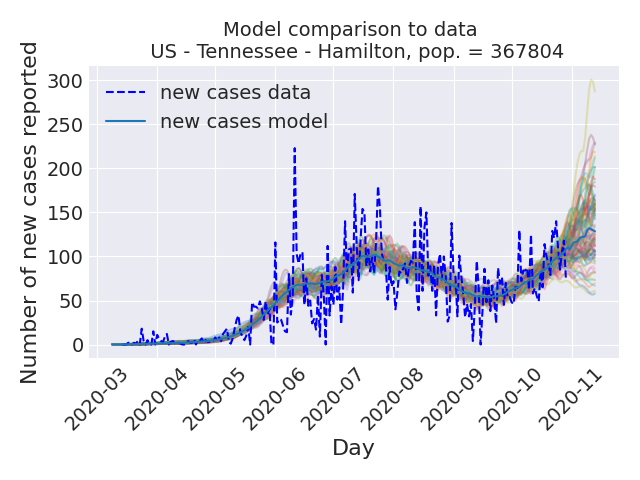 Model comparison to data
US - Tennessee - Hamilton, pop. = 367804
Number of new cases reported
300
250
200
150
100
50
0
new cases data
new cases model
2020-03
2020-04
2020-05
2020-06
2020-07
2020-08
2020-09
2020-10
2020-11
Day